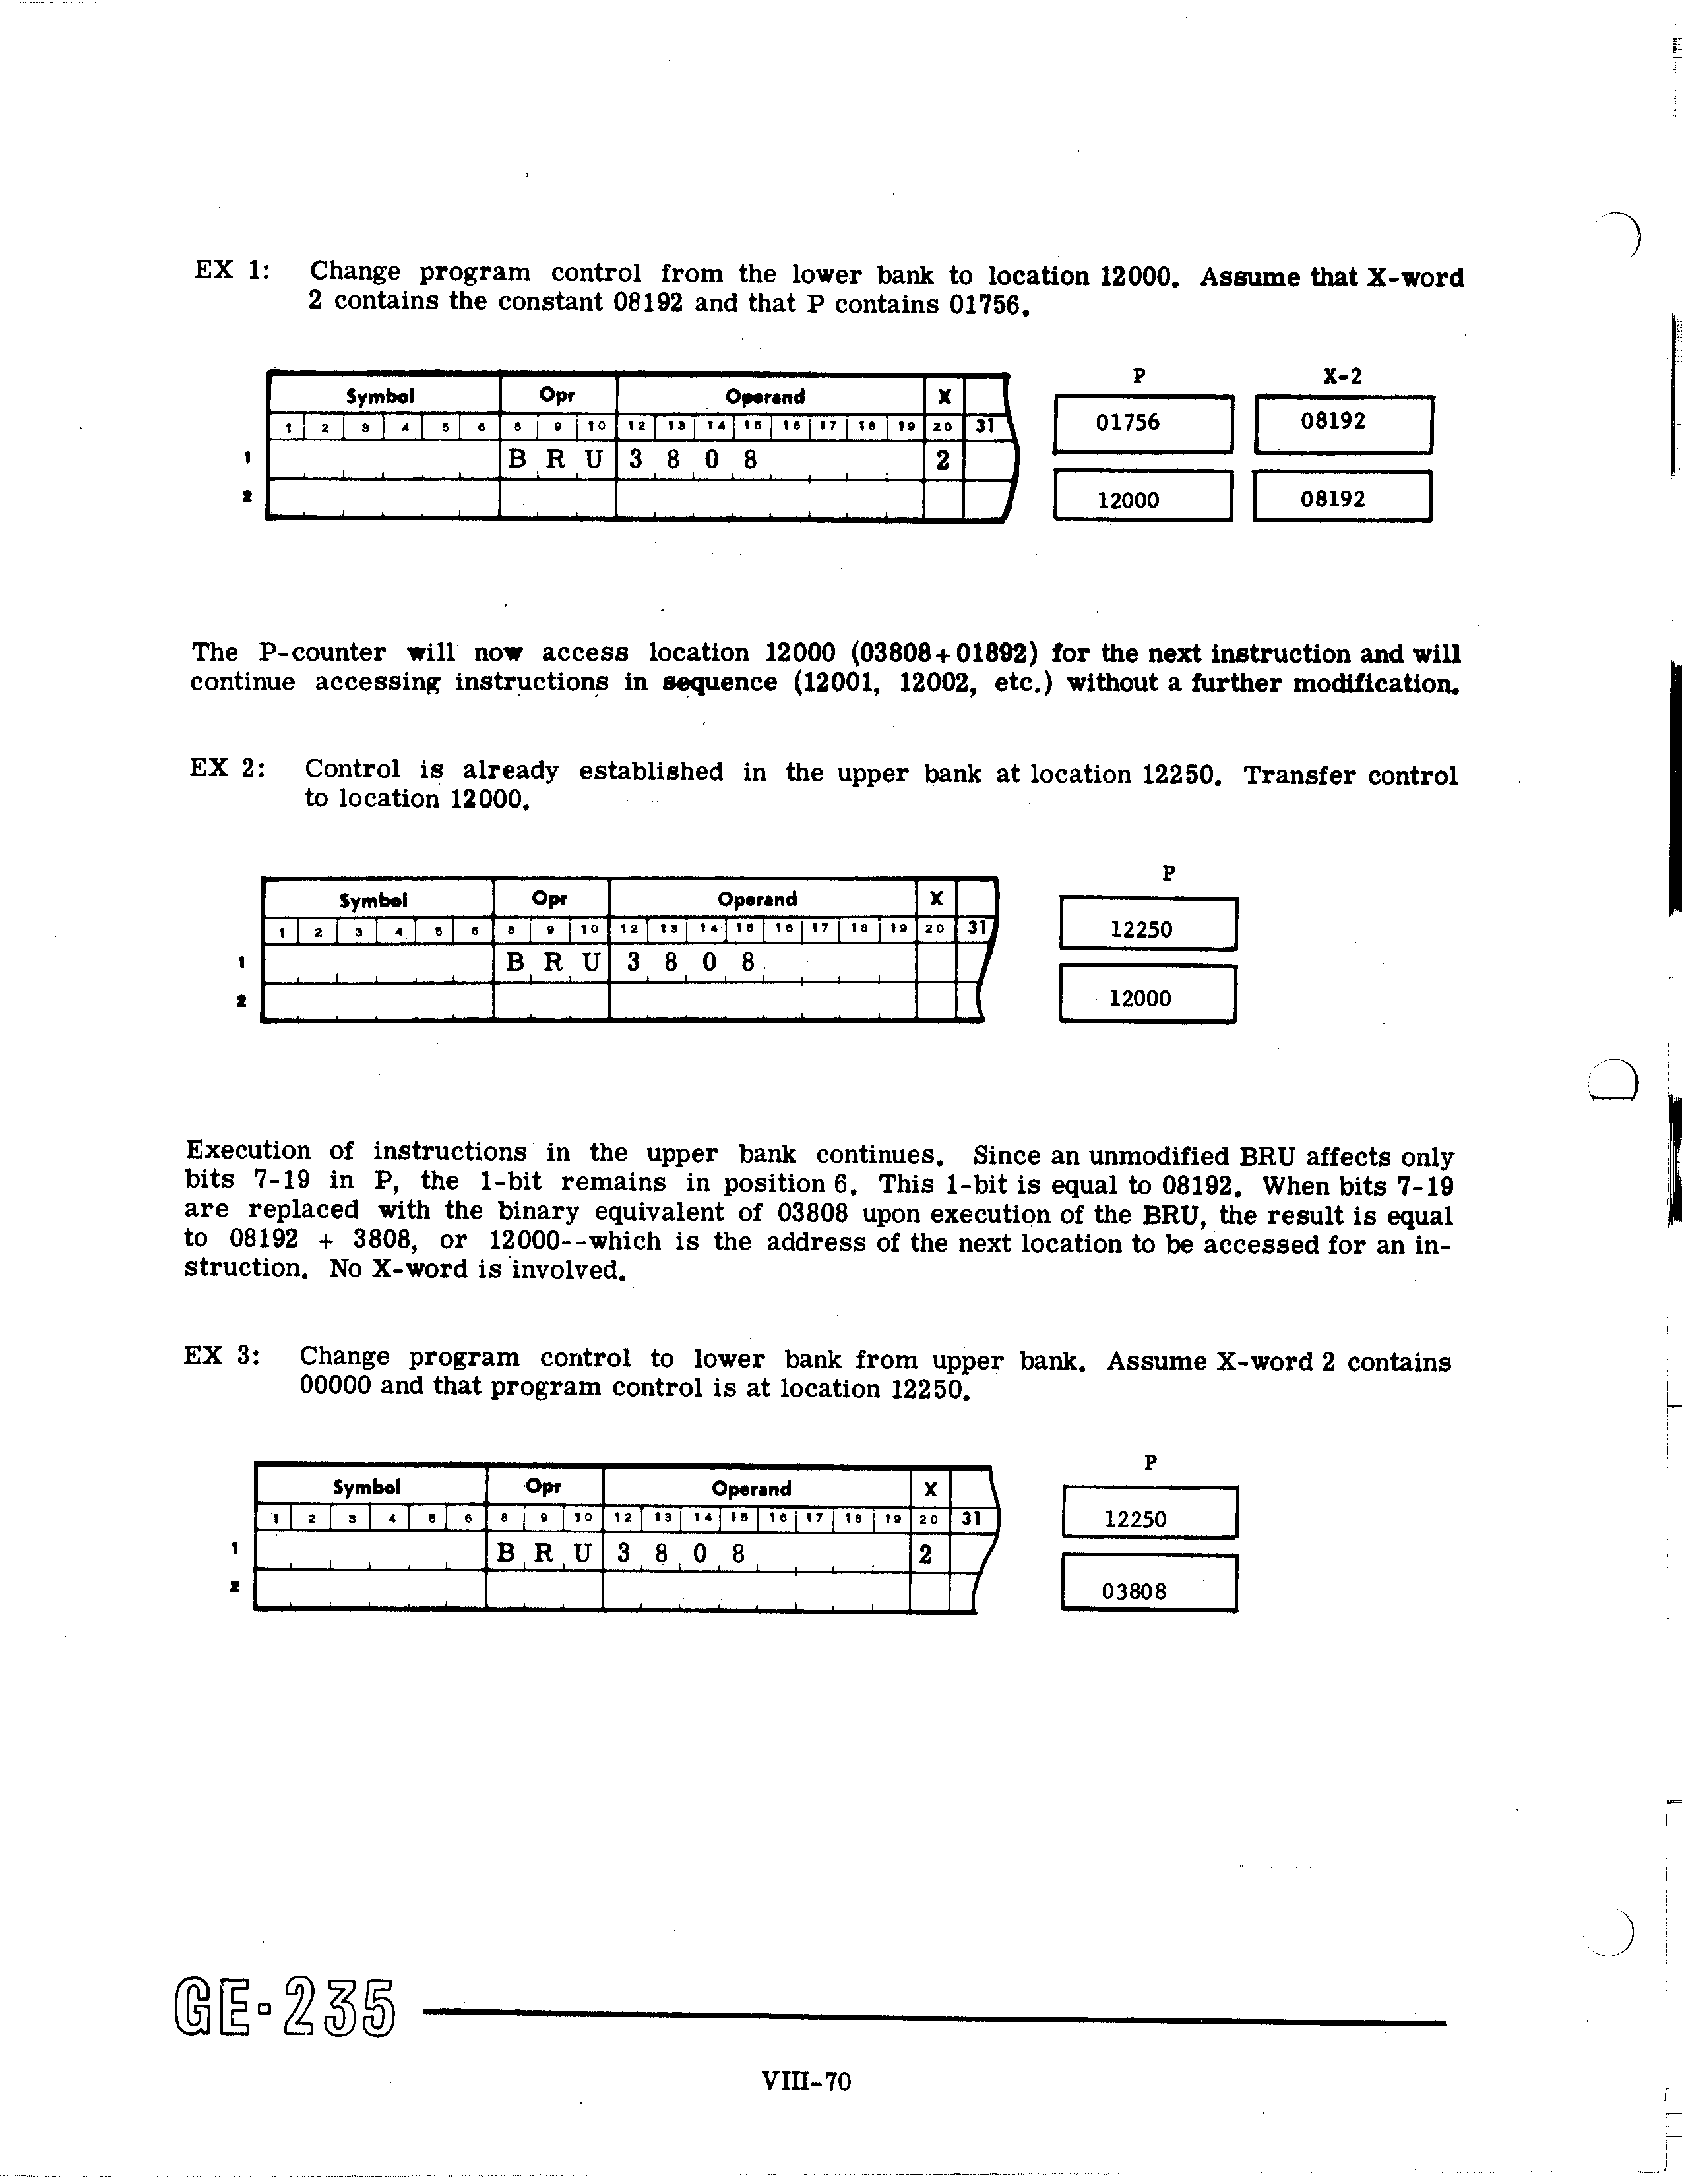 EX 1: Change program control from the lower bank to location 12000. Assume that X-word
2 contains the constant 08192 and that P contains 01756.
P X-2
Symbol Opr Operand X
1 2 3 4 5 6 8 9 10 12 13 14 15 16 17 18 19 20 31
01756 08192
1 B R U 3 8 0 8 2
2
12000 08192
The P-counter will now access location 12000 (03808+01892) for the next instruction and will
continue accessing instructions in sequence (12001, 12002, etc.) without a further modification.
EX 2: Control is already established in the upper bank at location 12250. Transfer control
to location 12000.
P
Symbol Opr Operand X
1 2 3 4 5 6 8 9 10 12 13 14 15 16 17 18 19 20 31
12250
1 B R U 3 8 0 8
2
12000
Execution of instructions in the upper bank continues. Since an unmodified BRU affects only
bits 7-19 in P, the 1-bit remains in position 6. This 1-bit is equal to 08192. When bits 7-19
are replaced with the binary equivalent of 03808 upon execution of the BRU, the result is equal
to 08192 + 3808, or 12000--which is the address of the next location to be accessed for an in-
struction. No X-word is involved.
EX 3: Change program control to lower bank from upper bank. Assume X-word 2 contains
00000 and that program control is at location 12250.
P
Symbol Opr Operand X
1 2 3 4 5 6 8 9 10 12 13 14 15 16 17 18 19 20 31
12250
1 B R U 3 8 0 8 2
2
03808
GE-235
VIII-70